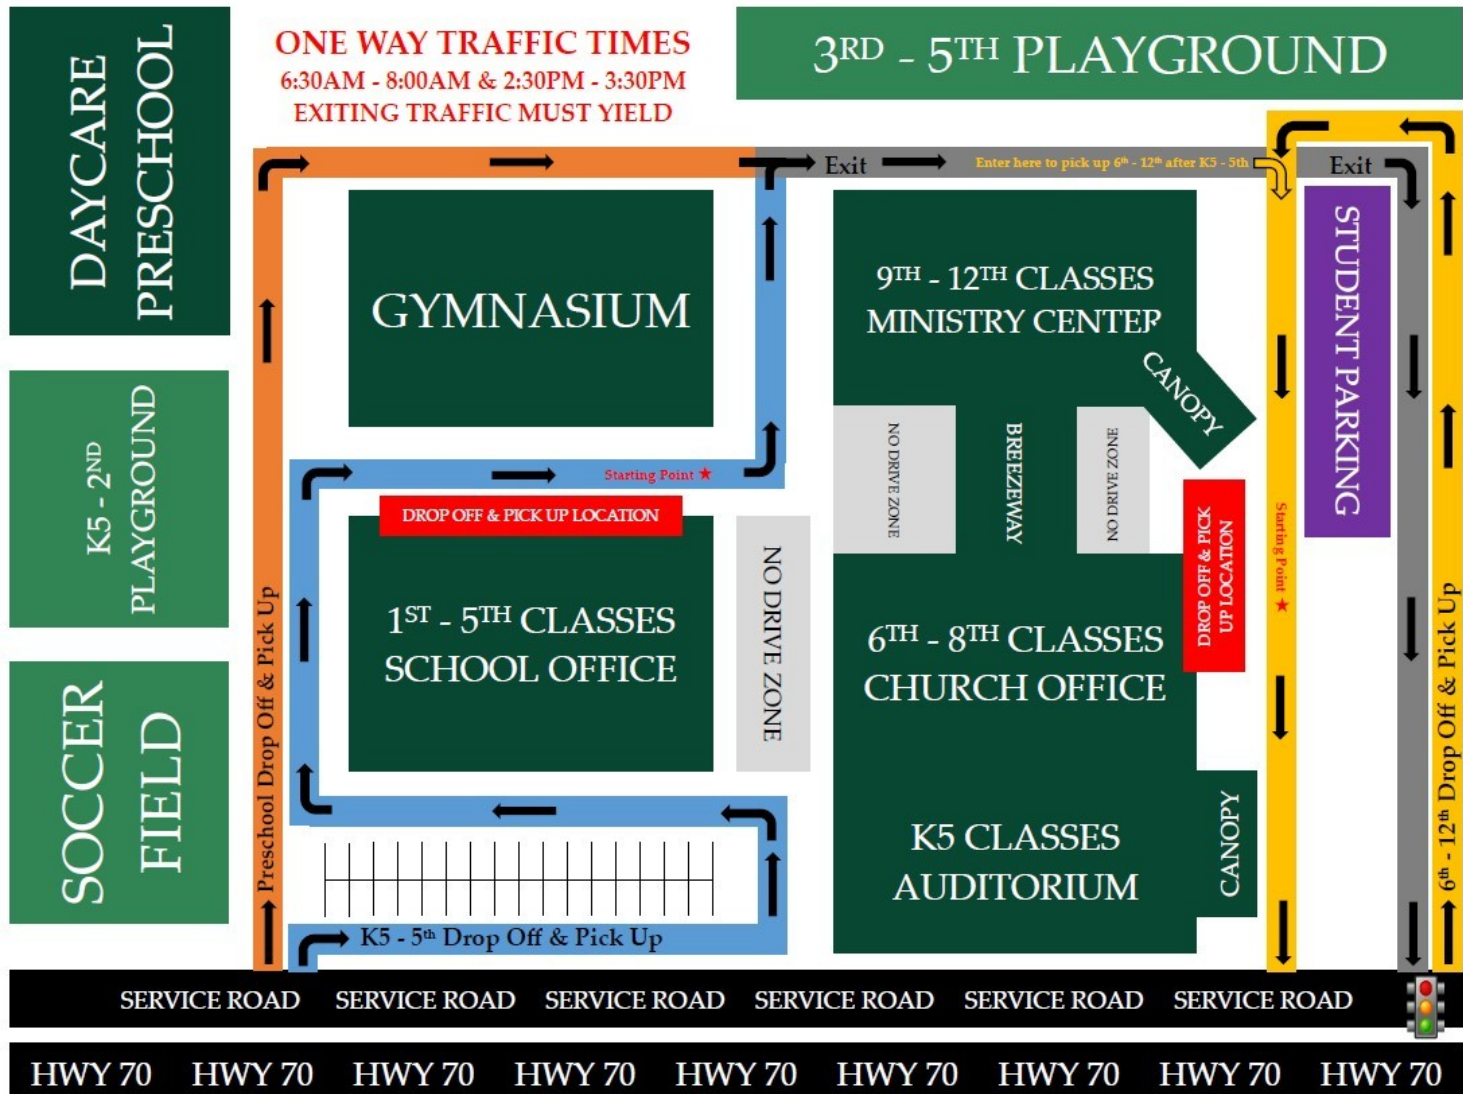 DAYCARE
PRESCHOOL
ONE WAY TRAFFIC TIMES
6:30AM - 8:00AM & 2:30PM - 3:30PM
EXITING TRAFFIC MUST YIELD
3RD - 5TH PLAYGROUND
Exit
Enter here to pick up 6th - 12th after K5 - 5th
Exit
GYMNASIUM
9TH - 12TH CLASSES
MINISTRY CENTER
CANOPY
STUDENT PARKING
K5 - 2ND
PLAYGROUND
Starting Point ★
DROP OFF & PICK UP LOCATION
NO DRIVE ZONE
BREEZEWAY
NO DRIVE ZONE
DROP OFF & PICK
UP LOCATION
Starting Point ★
NO DRIVE ZONE
1ST - 5TH CLASSES
SCHOOL OFFICE
6TH - 8TH CLASSES
CHURCH OFFICE
Preschool Drop Off & Pick Up
6th - 12th Drop Off & Pick Up
SOCCER
FIELD
K5 CLASSES
AUDITORIUM
CANOPY
K5 - 5th Drop Off & Pick Up
SERVICE ROAD SERVICE ROAD SERVICE ROAD SERVICE ROAD SERVICE ROAD SERVICE ROAD
HWY 70 HWY 70 HWY 70 HWY 70 HWY 70 HWY 70 HWY 70 HWY 70 HWY 70